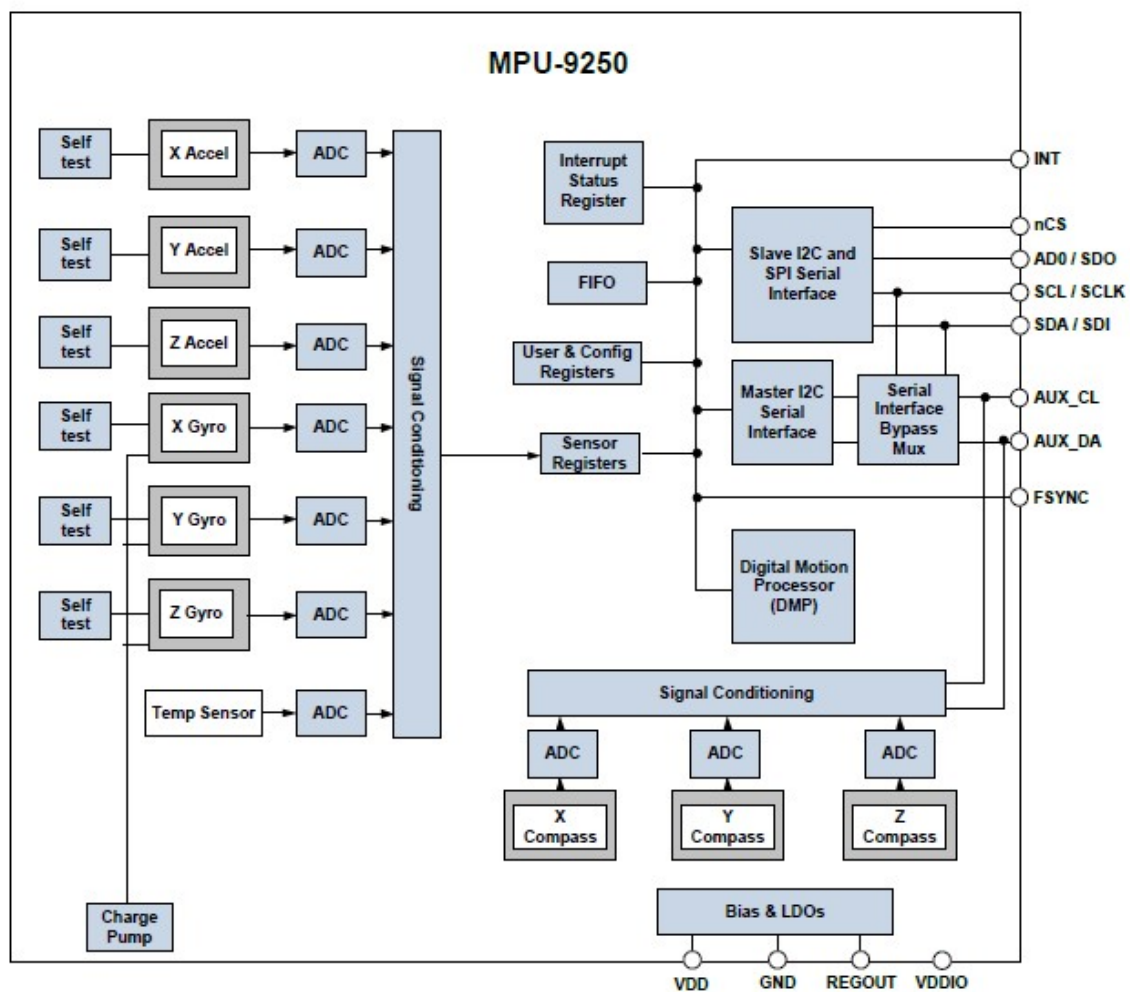 MPU-9250
Self
test
X Accel
ADC
Self
test
Y Accel
ADC
Self
test
Z Accel
ADC
Self
test
X Gyro
ADC
Self
test
Y Gyro
ADC
Self
test
Z Gyro
ADC
Temp Sensor
ADC
Signal Conditioning
Charge
Pump
Interrupt
Status
Register
FIFO
User & Config
Registers
Sensor
Registers
Slave I2C and
SPI Serial
Interface
Master I2C
Serial
Interface
Serial
Interface
Bypass
Mux
Digital Motion
Processor
(DMP)
INT
nCS
AD0 / SDO
SCL / SCLK
SDA / SDI
AUX_CL
AUX_DA
FSYNC
Signal Conditioning
ADC
ADC
ADC
X
Compass
Y
Compass
Z
Compass
Bias & LDOs
VDD
GND
REGOUT
VDDIO